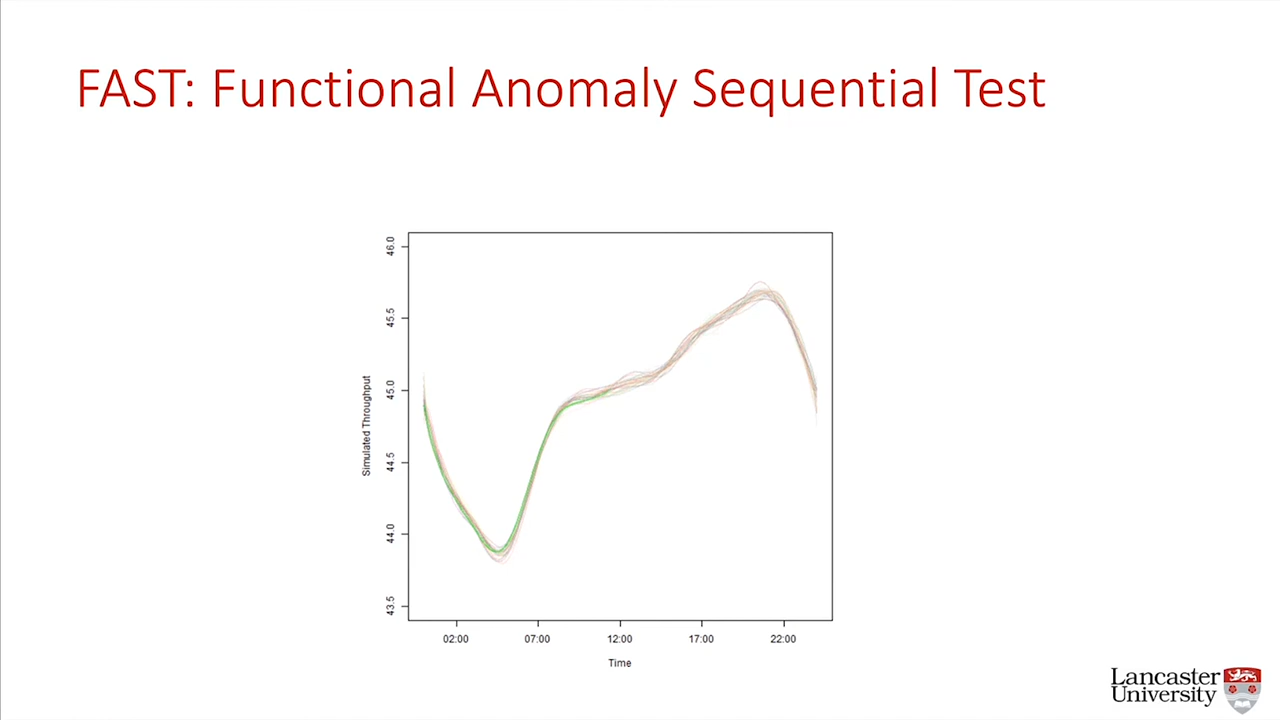 FAST: Functional Anomaly Sequential Test
46.0
45.5
45.0
44.5
44.0
43.5
Simulated Throughput
02:00 07:00 12:00 17:00 22:00
Time
Lancaster
University